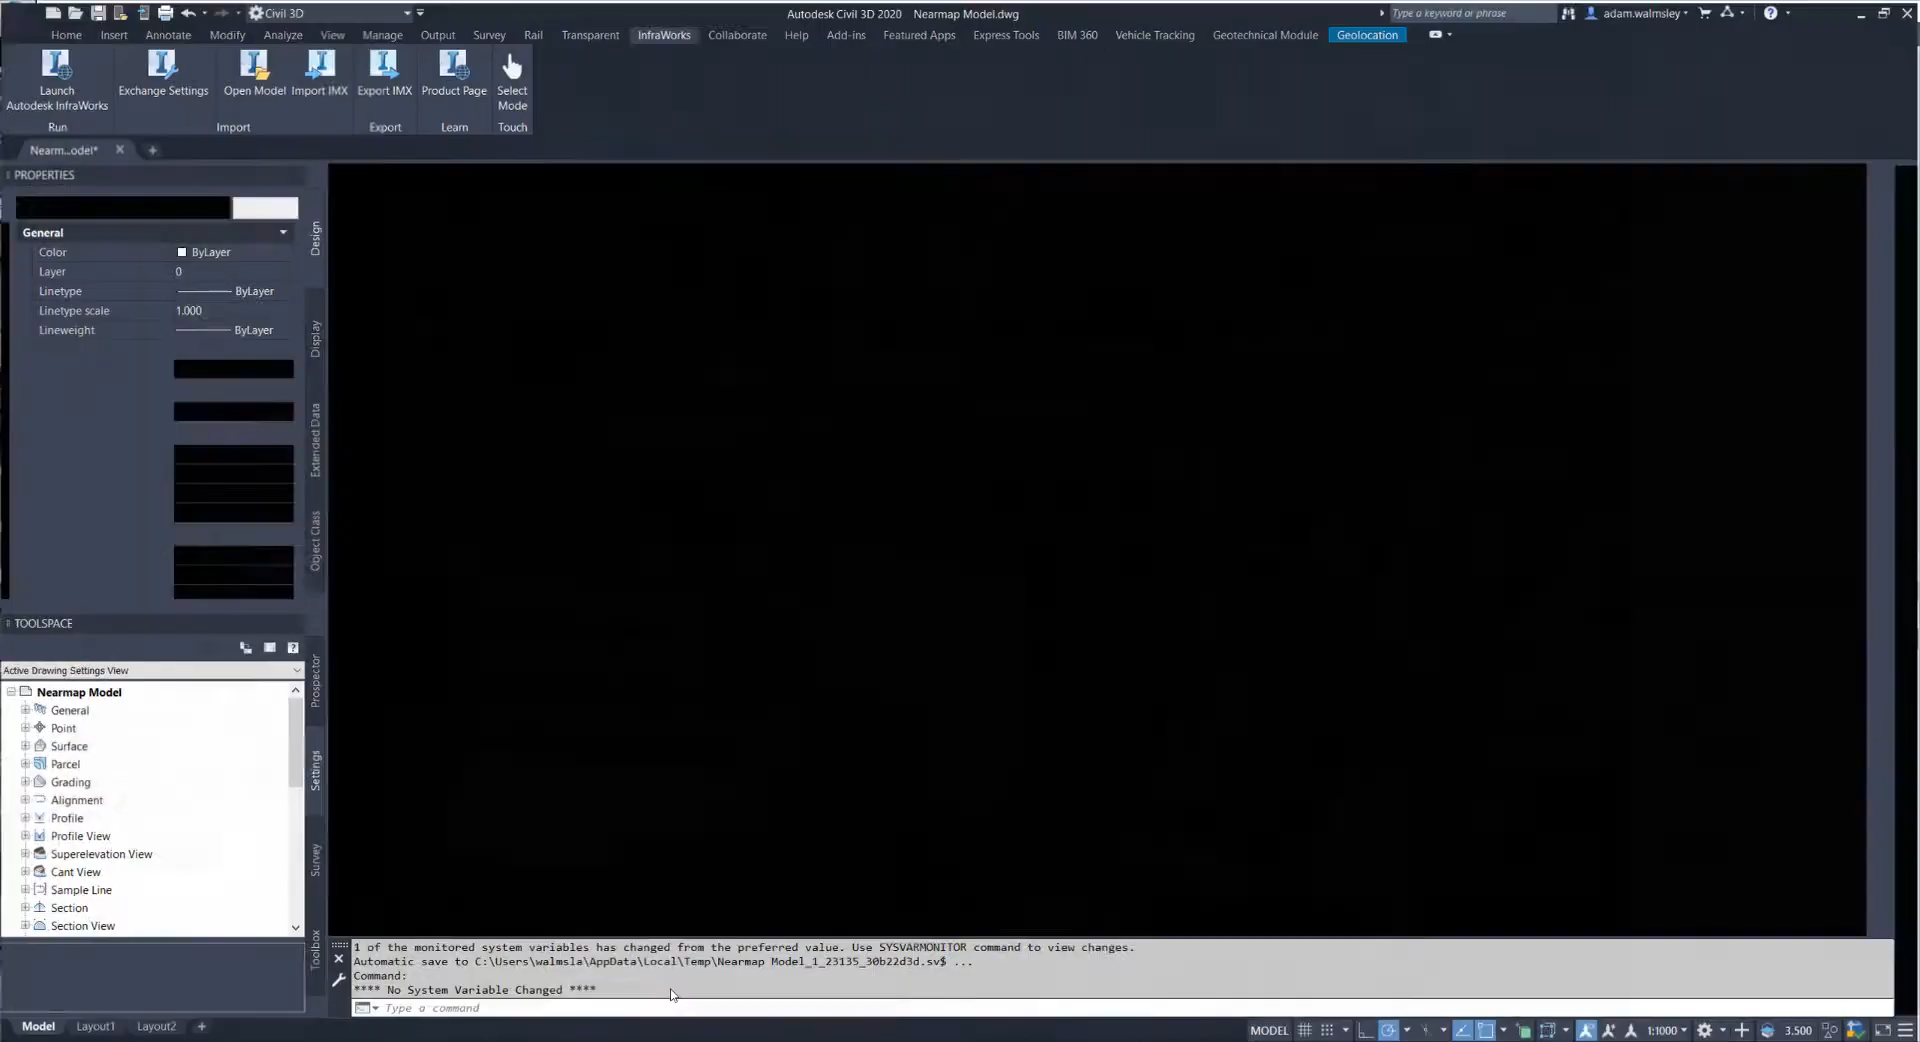 Civil 3D
Autodesk Civil 3D 2020 Nearmap Model.dwg
Type a keyword or phrase
adam.walmsley
Home Insert Annotate Modify Analyze View Manage Output Survey Rail Transparent InfraWorks Collaborate Help Add-ins Featured Apps Express Tools BIM 360 Vehicle Tracking Geotechnical Module Geolocation
Launch Autodesk InfraWorks
Exchange Settings
Open Model
Import IMX
Export IMX
Product Page
Select Mode
Run Import Export Learn Touch
Nearm...odel*
PROPERTIES
General
Color ByLayer
Layer 0
Linetype ByLayer
Linetype scale 1.000
Lineweight ByLayer
Design
Display
Extended Data
Object Class
TOOLSPACE
Active Drawing Settings View
Nearmap Model
General
Point
Surface
Parcel
Grading
Alignment
Profile
Profile View
Superelevation View
Cant View
Sample Line
Section
Section View
Prospector
Settings
Survey
Toolbox
1 of the monitored system variables has changed from the preferred value. Use SYSVARMONITOR command to view changes.
Automatic save to C:\Users\walmsla\AppData\Local\Temp\Nearmap Model_1_23135_30b22d3d.sv$ ...
Command:
**** No System Variable Changed ****
Type a command
Model Layout1 Layout2 +
MODEL 1:1000 3.500